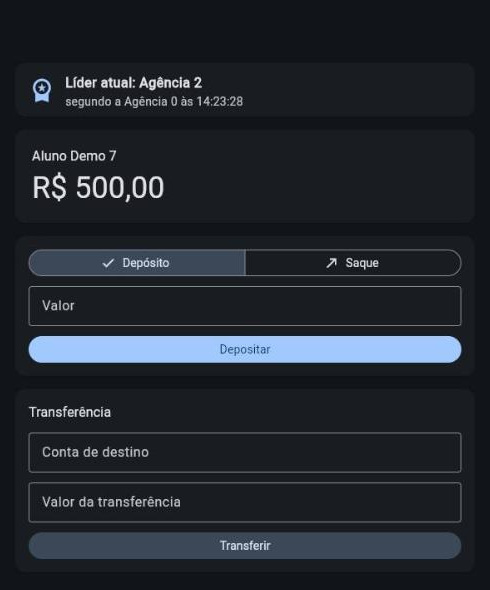 Líder atual: Agência 2
segundo a Agência 0 às 14:23:28
Aluno Demo 7
R$ 500,00
Depósito Saque
Valor
Depositar
Transferência
Conta de destino
Valor da transferência
Transferir